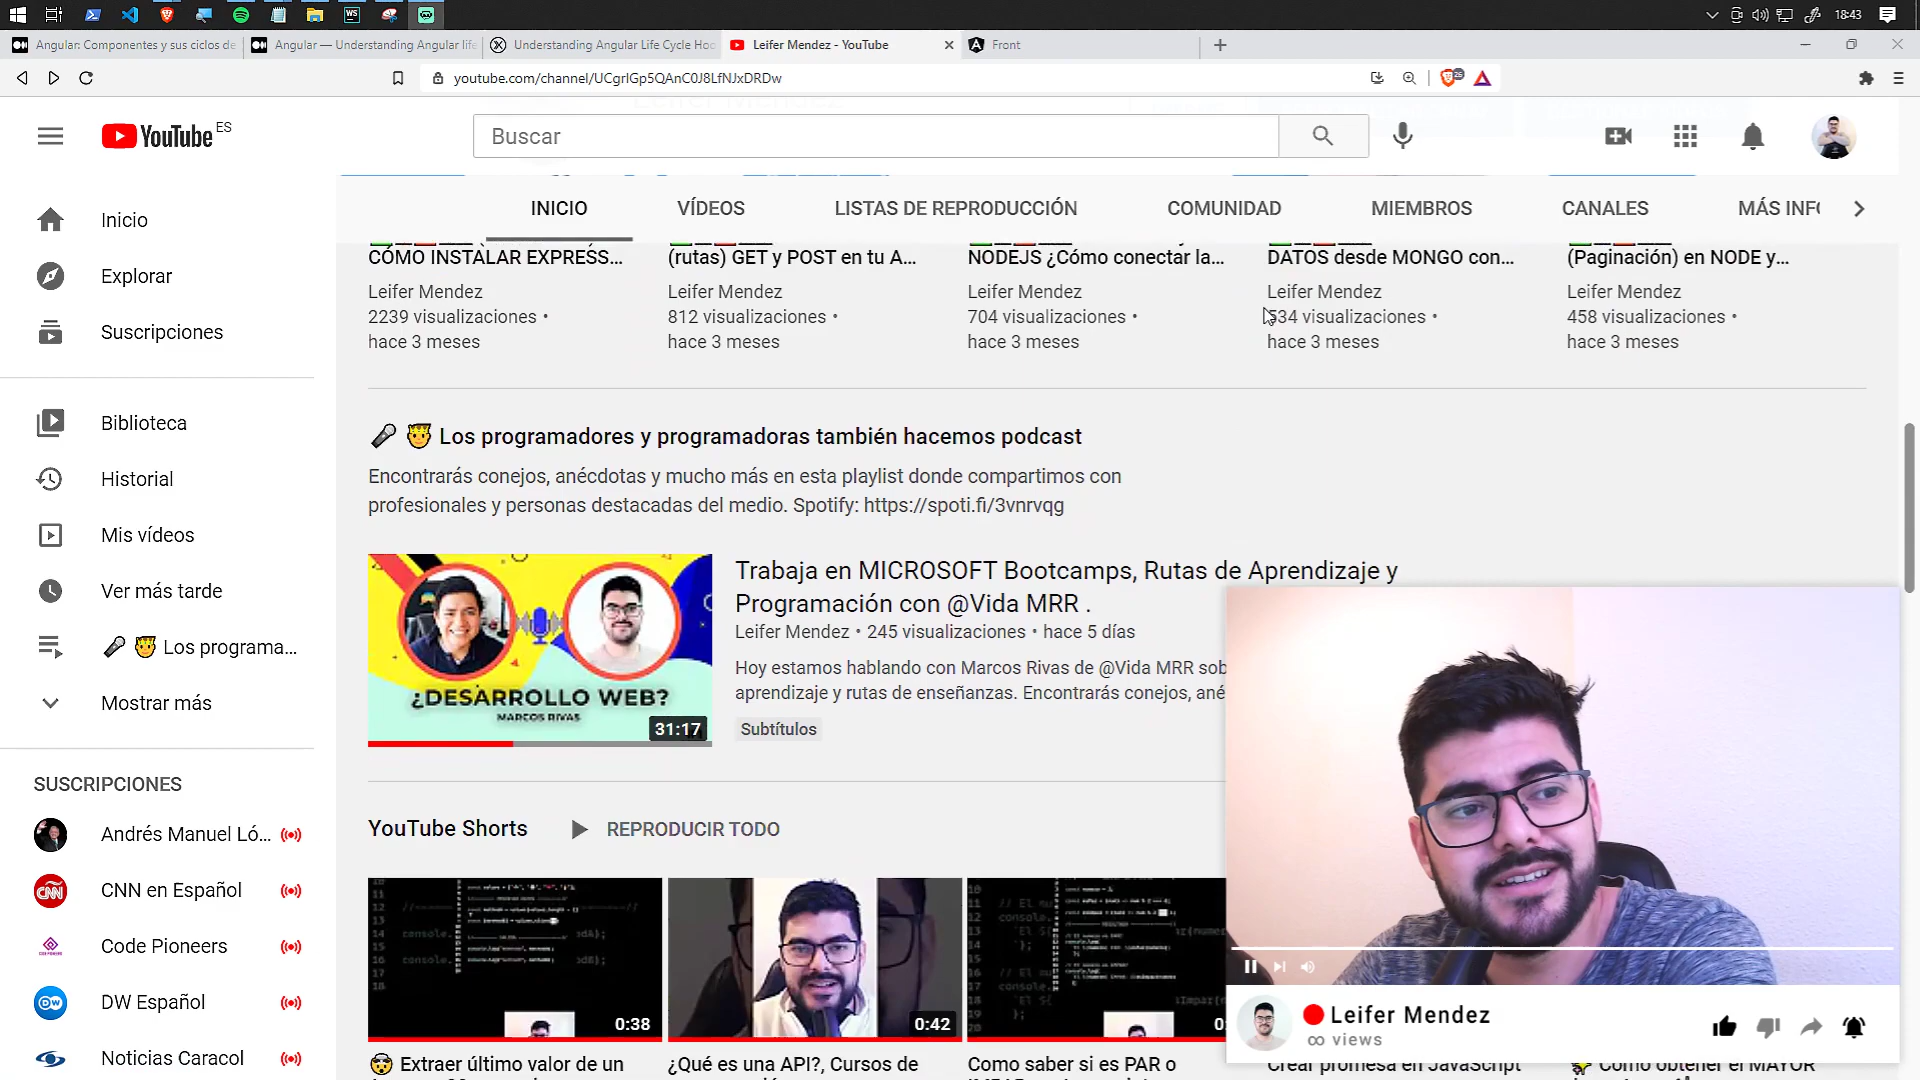 18:43
Angular: Componentes y sus ciclos de
Angular — Understanding Angular life
Understanding Angular Life Cycle Hoo
Leifer Mendez - YouTube
Front
youtube.com/channel/UCgrIGp5QAnC0J8LfNJxDRDw
YouTube ES
Buscar
INICIO
VÍDEOS
LISTAS DE REPRODUCCIÓN
COMUNIDAD
MIEMBROS
CANALES
MÁS INFO
Inicio
Explorar
Suscripciones
Biblioteca
Historial
Mis vídeos
Ver más tarde
Los programa...
Mostrar más
SUSCRIPCIONES
Andrés Manuel Ló...
CNN en Español
Code Pioneers
DW Español
Noticias Caracol
CÓMO INSTALAR EXPRESS...
Leifer Mendez
2239 visualizaciones •
hace 3 meses
(rutas) GET y POST en tu A...
Leifer Mendez
812 visualizaciones •
hace 3 meses
NODEJS ¿Cómo conectar la...
Leifer Mendez
704 visualizaciones •
hace 3 meses
DATOS desde MONGO con...
Leifer Mendez
534 visualizaciones •
hace 3 meses
(Paginación) en NODE y...
Leifer Mendez
458 visualizaciones •
hace 3 meses
Los programadores y programadoras también hacemos podcast
Encontrarás conejos, anécdotas y mucho más en esta playlist donde compartimos con
profesionales y personas destacadas del medio. Spotify: https://spoti.fi/3vnrvqg
¿DESARROLLO WEB?
MARCOS RIVAS
31:17
Trabaja en MICROSOFT Bootcamps, Rutas de Aprendizaje y
Programación con @Vida MRR .
Leifer Mendez • 245 visualizaciones • hace 5 días
Hoy estamos hablando con Marcos Rivas de @Vida MRR sob
aprendizaje y rutas de enseñanzas. Encontrarás conejos, ané
Subtítulos
YouTube Shorts
REPRODUCIR TODO
0:38
0:42
Extraer último valor de un
¿Qué es una API?, Cursos de
Como saber si es PAR o
Crear promesa en JavaScript
Como obtener el MAYOR
Leifer Mendez
∞ views